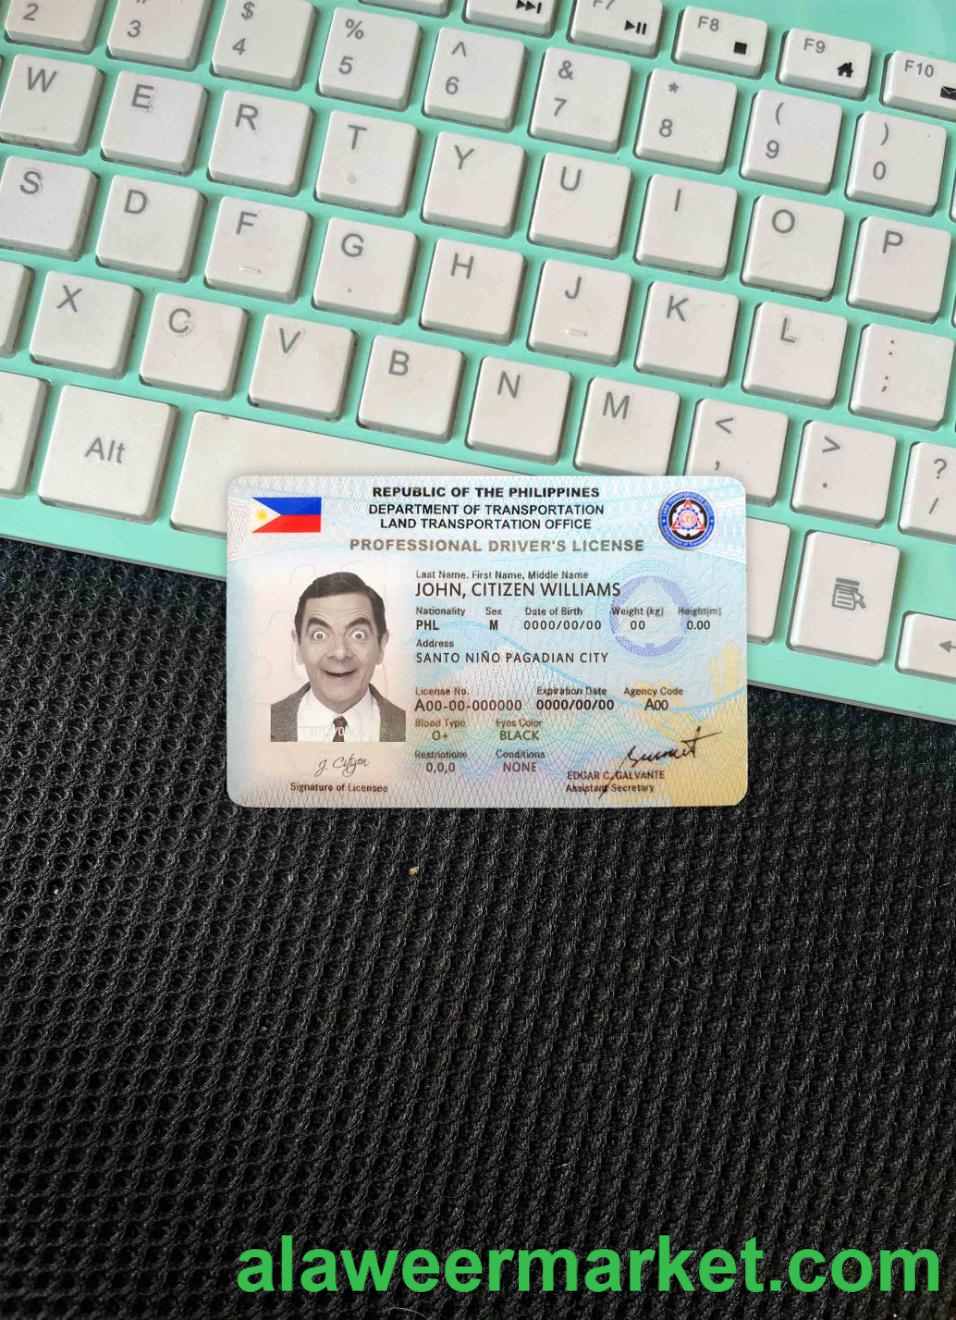 2
3
$
4
%
5
^
6
&
7
*
8
(
9
)
0
F7
F8
F9
F10
W
E
R
T
Y
U
I
O
P
S
D
F
G
H
J
K
L
:
;
X
C
V
B
N
M
<
,
>
.
?
/
Alt
REPUBLIC OF THE PHILIPPINES
DEPARTMENT OF TRANSPORTATION
LAND TRANSPORTATION OFFICE
PROFESSIONAL DRIVER'S LICENSE
Last Name, First Name, Middle Name
JOHN, CITIZEN WILLIAMS
Nationality Sex Date of Birth Weight (kg) Height(m)
PHL M 0000/00/00 00 0.00
Address
SANTO NIÑO PAGADIAN CITY
License No. Expiration Date Agency Code
A00-00-000000 0000/00/00 A00
Blood Type Eyes Color
O+ BLACK
Restrictions Conditions
0,0,0 NONE
J. Citizen
Signature of Licensee
EDGAR C. GALVANTE
Assistant Secretary
alaweermarket.com